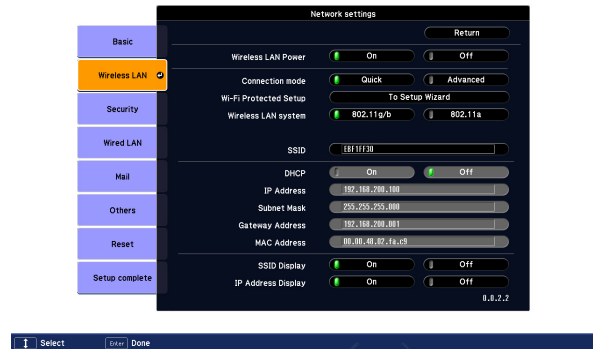 Network settings
Return
Basic
Wireless LAN
Security
Wired LAN
Mail
Others
Reset
Setup complete
Wireless LAN Power On Off
Connection mode Quick Advanced
Wi-Fi Protected Setup To Setup Wizard
Wireless LAN system 802.11g/b 802.11a
SSID EBF1FF30
DHCP On Off
IP Address 192.168.200.100
Subnet Mask 255.255.255.000
Gateway Address 192.168.200.001
MAC Address 00.00.48.02.fa.c9
SSID Display On Off
IP Address Display On Off
0.0.2.2
Select Enter Done